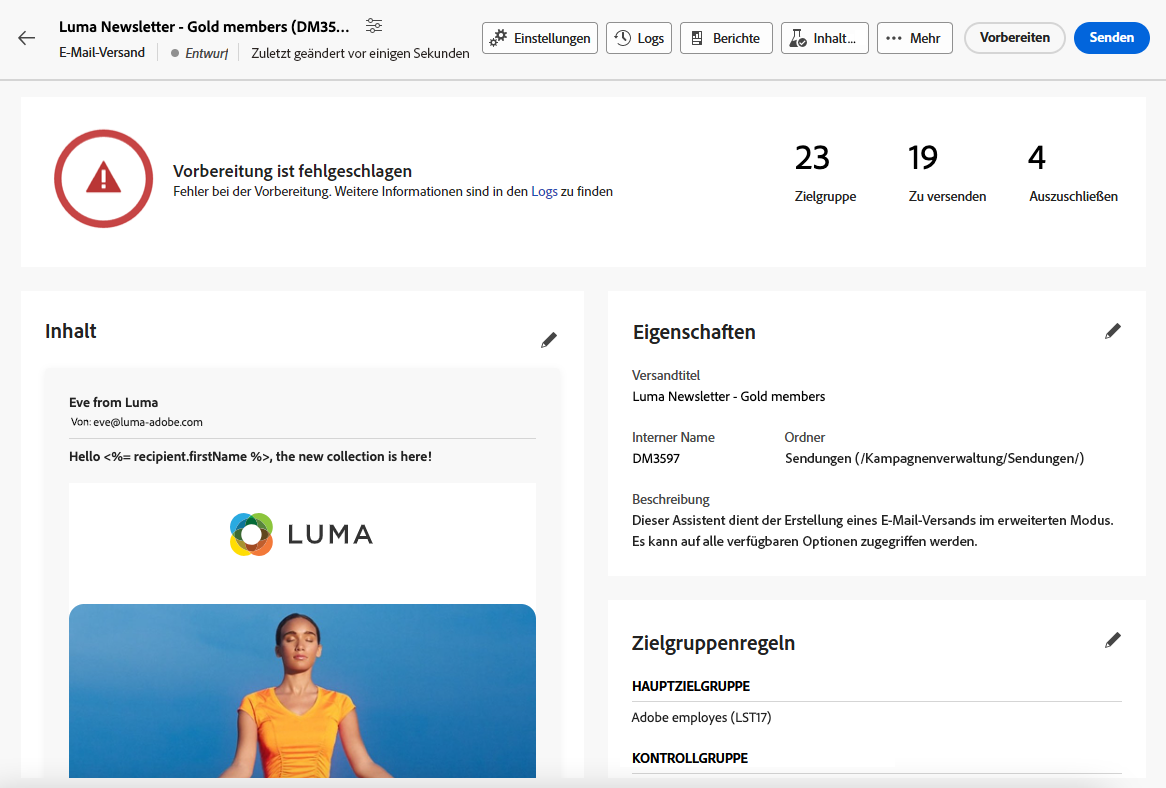 Luma Newsletter - Gold members (DM35...
E-Mail-Versand
Entwurf
Zuletzt geändert vor einigen Sekunden
Einstellungen
Logs
Berichte
Inhalt...
Mehr
Vorbereiten
Senden
Vorbereitung ist fehlgeschlagen
Fehler bei der Vorbereitung. Weitere Informationen sind in den Logs zu finden
23
Zielgruppe
19
Zu versenden
4
Auszuschließen
Inhalt
Eve from Luma
Von: eve@luma-adobe.com
Hello <%= recipient.firstName %>, the new collection is here!
LUMA
Eigenschaften
Versandtitel
Luma Newsletter - Gold members
Interner Name
DM3597
Ordner
Sendungen (/Kampagnenverwaltung/Sendungen/)
Beschreibung
Dieser Assistent dient der Erstellung eines E-Mail-Versands im erweiterten Modus.
Es kann auf alle verfügbaren Optionen zugegriffen werden.
Zielgruppenregeln
HAUPTZIELGRUPPE
Adobe employes (LST17)
KONTROLLGRUPPE